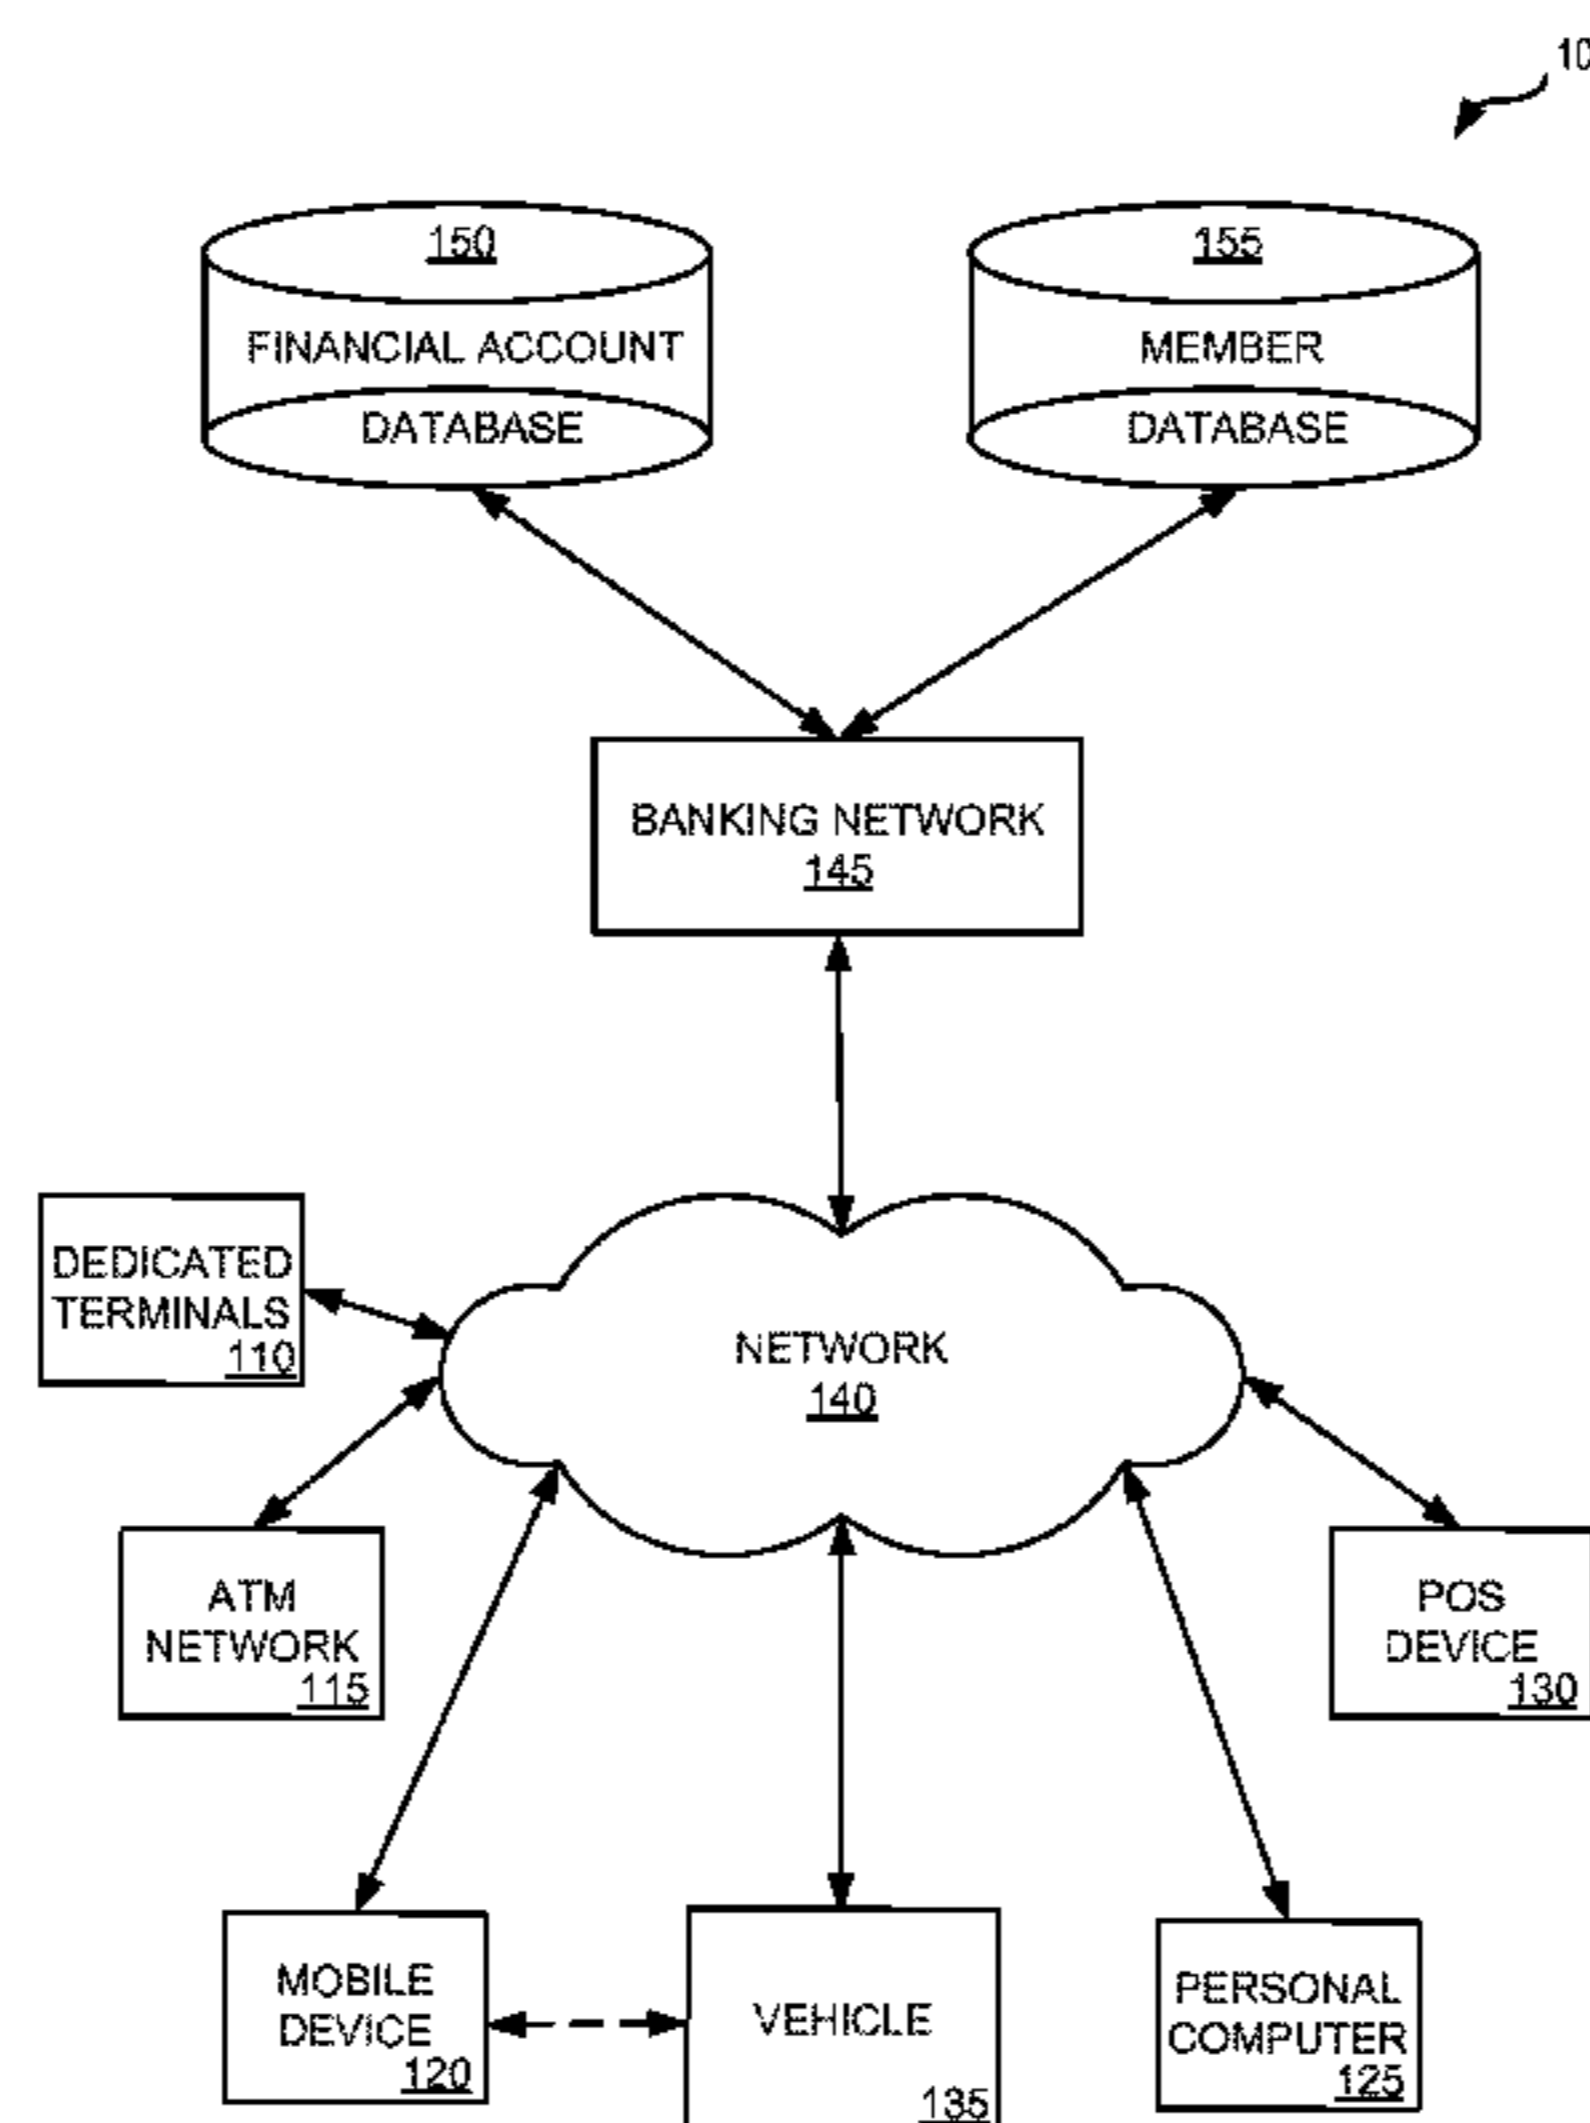 10
150
155
FINANCIAL ACCOUNT
DATABASE
MEMBER
DATABASE
BANKING NETWORK
145
DEDICATED
TERMINALS
110
NETWORK
140
ATM
NETWORK
115
POS
DEVICE
130
MOBILE
DEVICE
120
VEHICLE
135
PERSONAL
COMPUTER
125